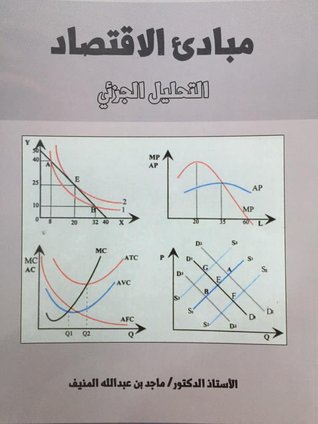 مبادئ الاقتصاد
التحليل الجزئي
Y
50
40
A
25
E
10
B
2
1
0 8 20 32 40 X
MP
AP
AP
MP
20 35 60 L
MC
AC
MC
ATC
AVC
AFC
Q1 Q2 Q
P
D3 D1 D2
S3 S1 S2
G A
E
B F
S3 S1 S2
D3 D1 D2
Q
الأستاذ الدكتور/ ماجد بن عبدالله المنيف